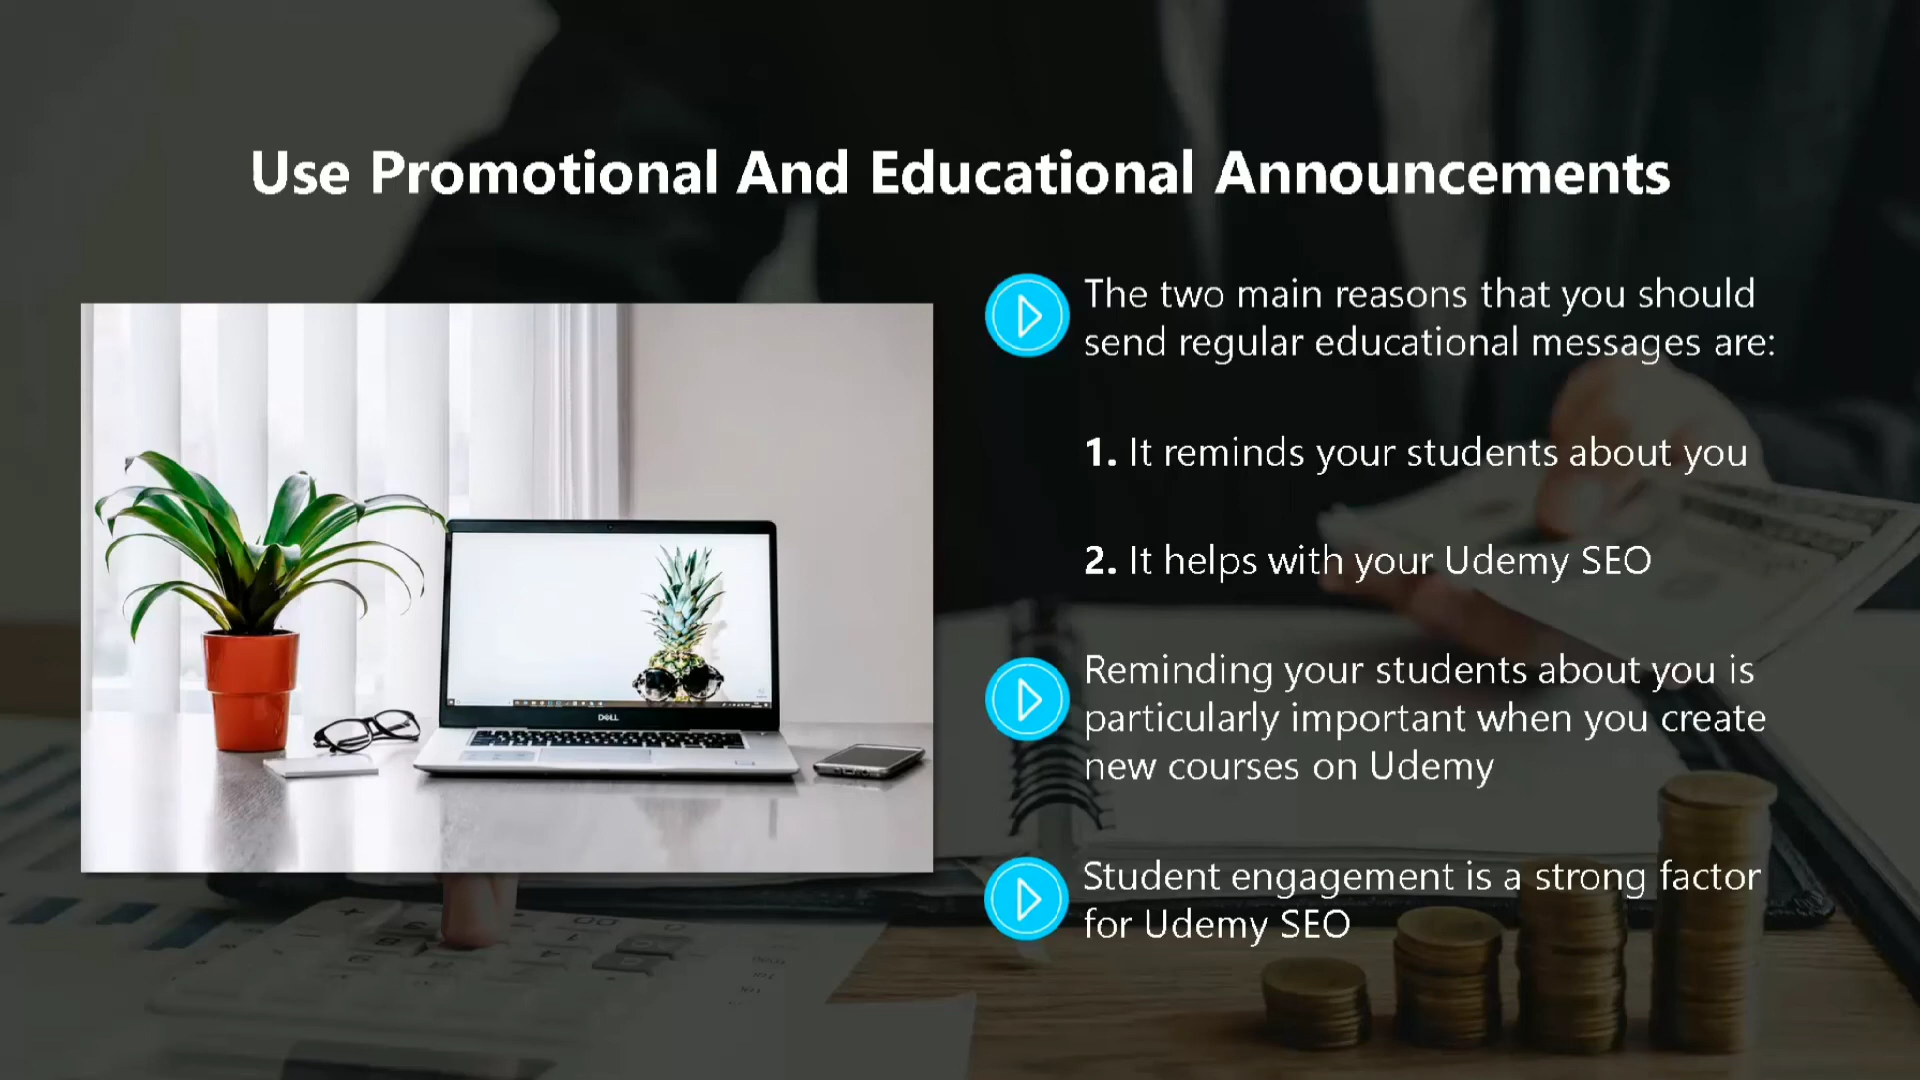 Use Promotional And Educational Announcements
The two main reasons that you should
send regular educational messages are:
1. It reminds your students about you
2. It helps with your Udemy SEO
Reminding your students about you is
particularly important when you create
new courses on Udemy
Student engagement is a strong factor
for Udemy SEO
DELL